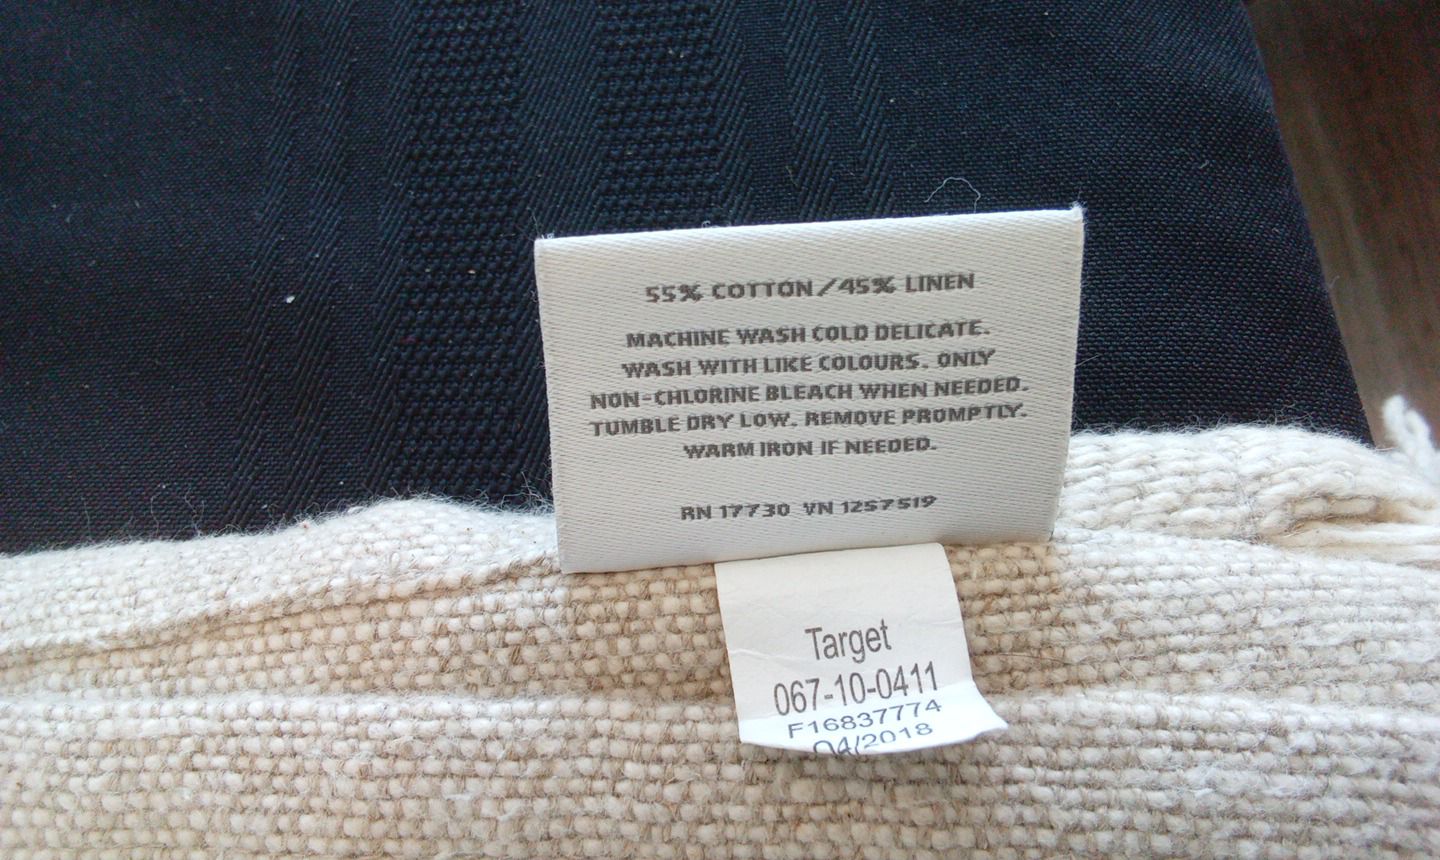 55% COTTON/45% LINEN
MACHINE WASH COLD DELICATE.
WASH WITH LIKE COLOURS. ONLY
NON-CHLORINE BLEACH WHEN NEEDED.
TUMBLE DRY LOW. REMOVE PROMPTLY.
WARM IRON IF NEEDED.
RN 17730 VN 1257519
Target
067-10-0411
F16837774
04/2018